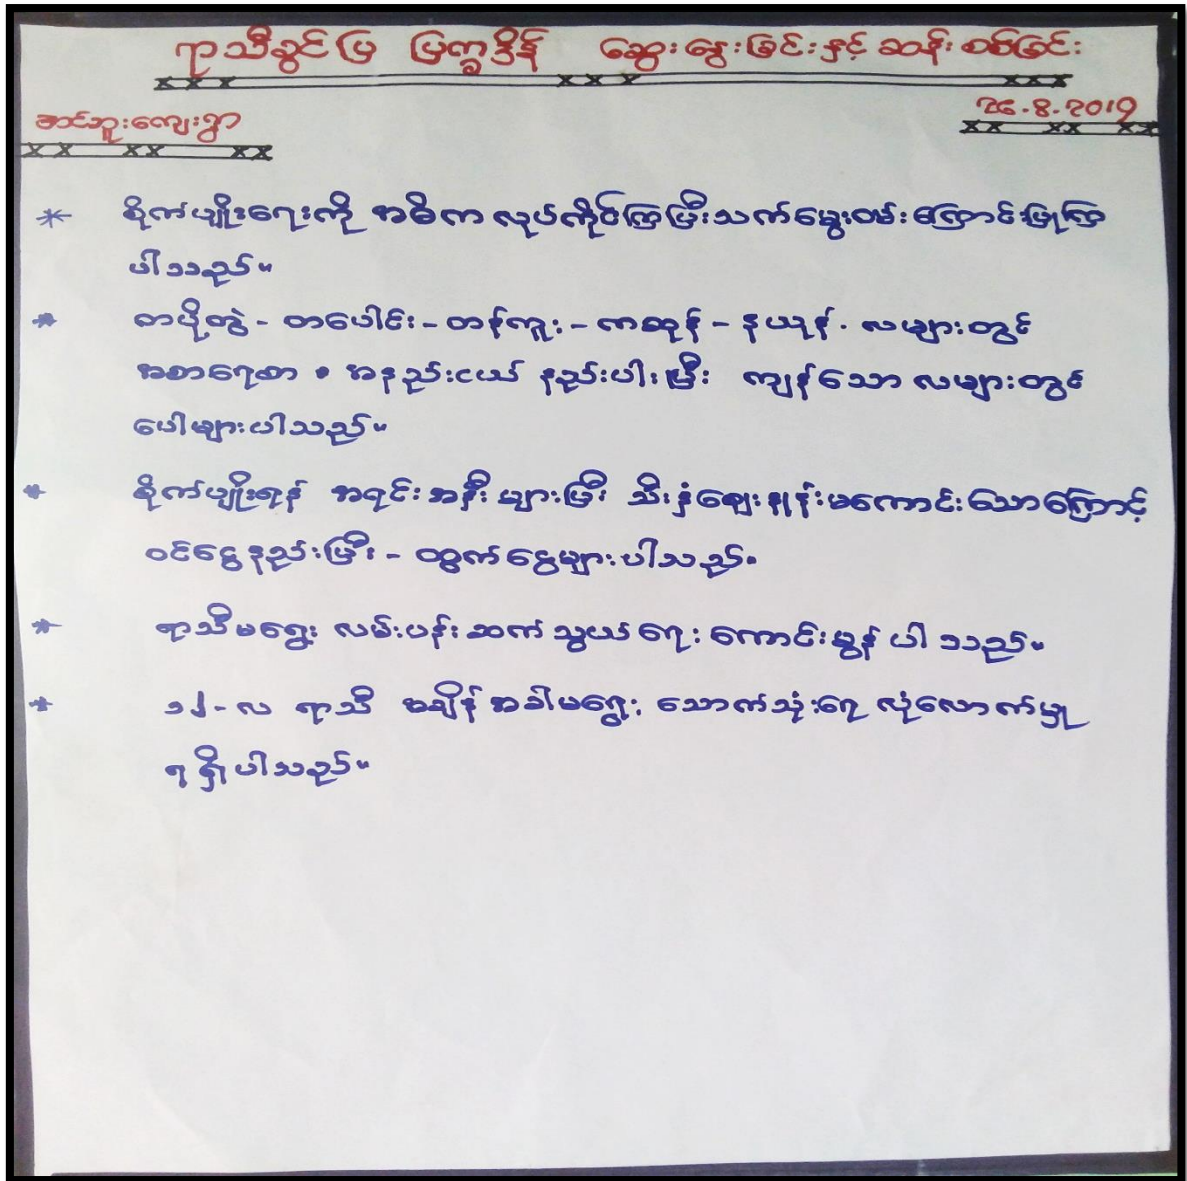 ရာသီခွင်ပြ ပြက္ခဒိန် ဆွေးနွေးခြင်းနှင့် ဆန်းစစ်ခြင်း
26.8.2019
ဆင်ဖူးကျေးရွာ
* စိုက်ပျိုးရေးကို အဓိက လုပ်ကိုင်ကြပြီးသက်မွေးဝမ်းကြောင်းပြုကြ
ပါသည်။
* တပို့တွဲ - တပေါင်း - တန်ကူး - ကဆုန် - နယုန်. လများတွင်
အစားရေစာ • အနည်းငယ် နည်းပါးပြီး ကျန်သော လများတွင်
ပေါများပါသည်။
* စိုက်ပျိုးရန် အရင်းအနှီးများပြီး သီးနှံဈေးနှုန်းမကောင်းသောကြောင့်
ဝင်ငွေနည်းပြီး - ထွက်ငွေများပါသည်။
* ရာသီမရွေး လမ်းပန်းဆက်သွယ်ရေး ကောင်းမွန်ပါသည်။
* ၁၂ - လ ရာသီ အချိန်အခါမရွေး သောက်သုံးရေ လုံလောက်မှု
ရရှိပါသည်။